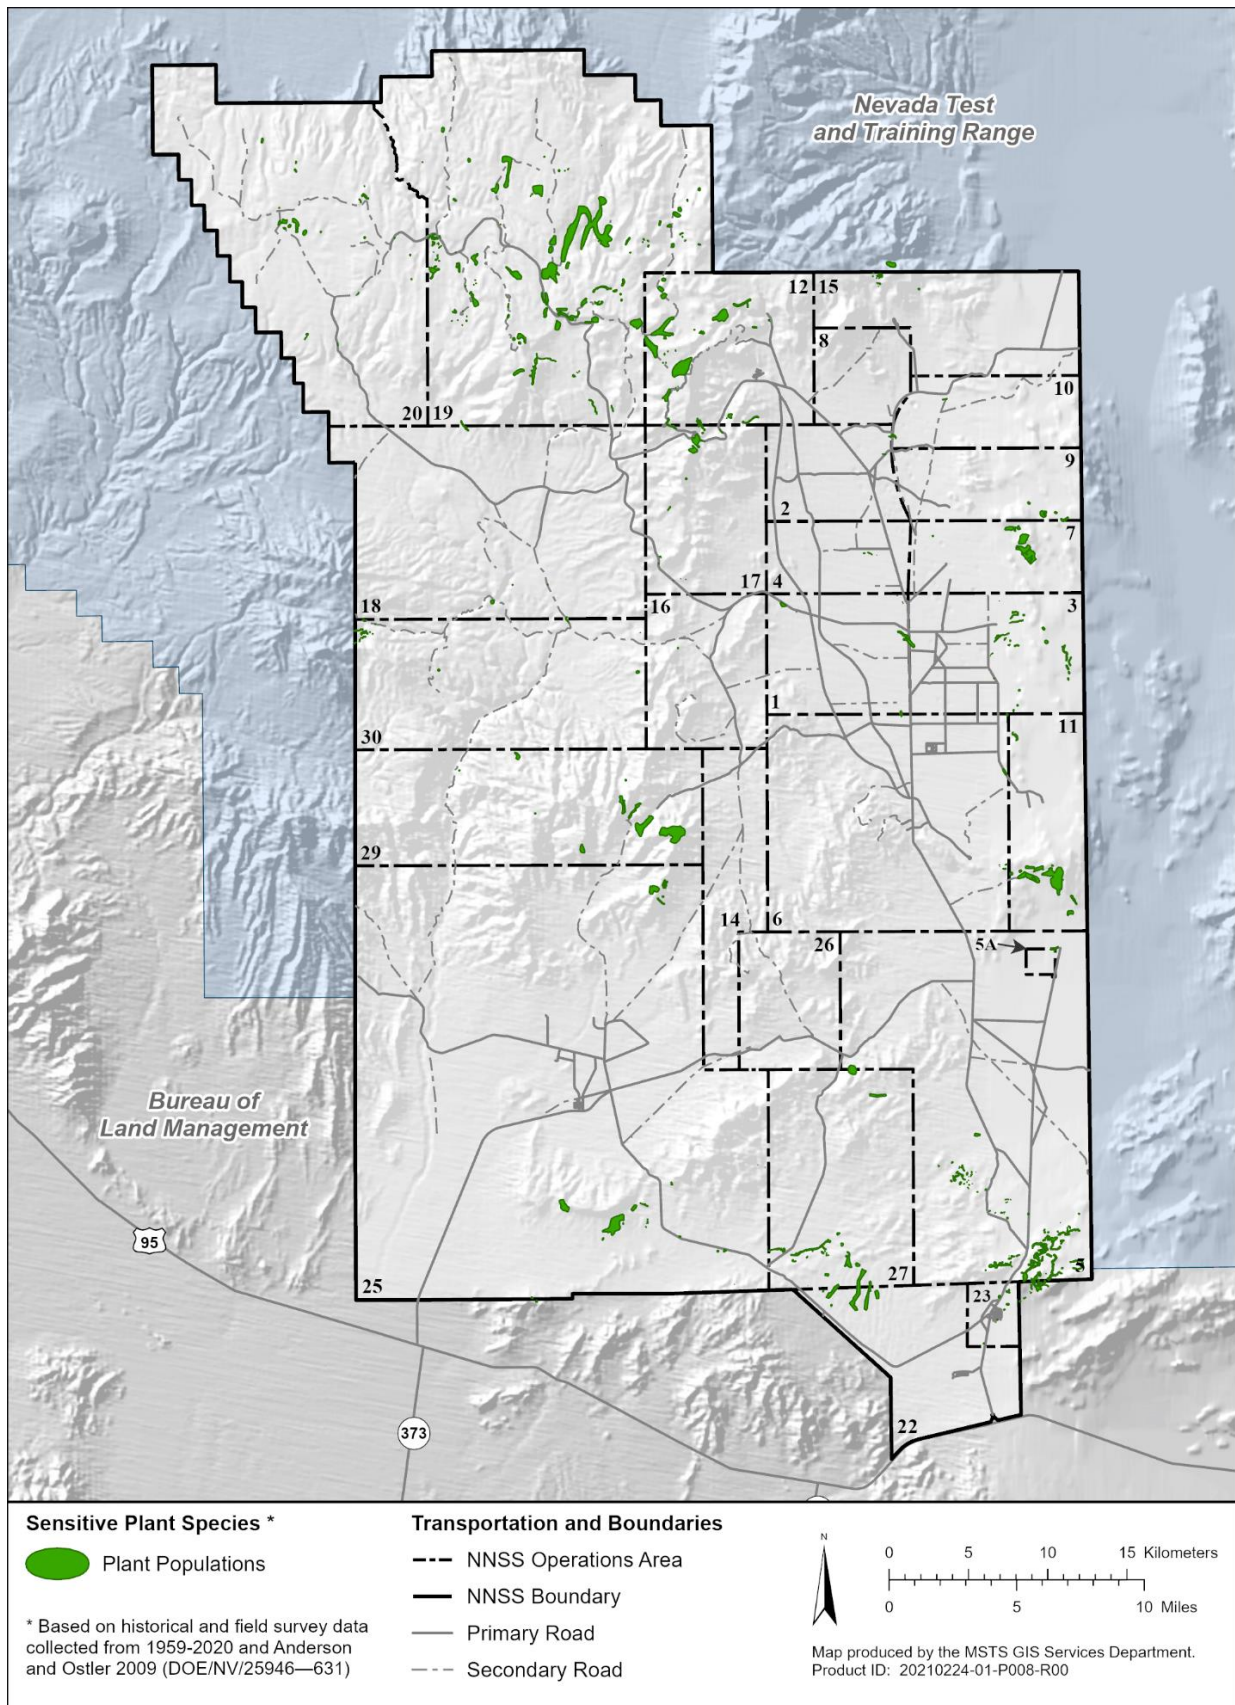 Nevada Test
and Training Range
12
15
8
10
20
19
9
2
7
17
4
18
16
3
1
30
11
29
14
6
26
5A
Bureau of
Land Management
95
25
27
5
23
373
22
Sensitive Plant Species *
Plant Populations
* Based on historical and field survey data
collected from 1959-2020 and Anderson
and Ostler 2009 (DOE/NV/25946—631)
Transportation and Boundaries
NNSS Operations Area
NNSS Boundary
Primary Road
Secondary Road
N
0 5 10 15 Kilometers
0 5 10 Miles
Map produced by the MSTS GIS Services Department.
Product ID: 20210224-01-P008-R00